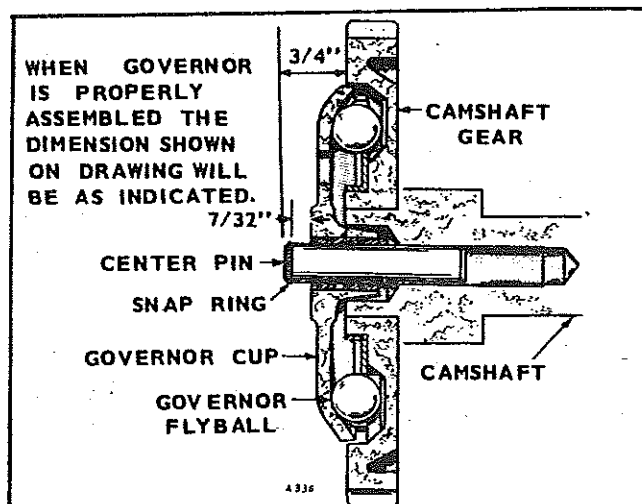 3/4"
WHEN GOVERNOR
IS PROPERLY
ASSEMBLED THE
DIMENSION SHOWN
ON DRAWING WILL
BE AS INDICATED.
7/32"
CAMSHAFT
GEAR
CENTER PIN
SNAP RING
GOVERNOR CUP
CAMSHAFT
GOVERNOR
FLYBALL
A336